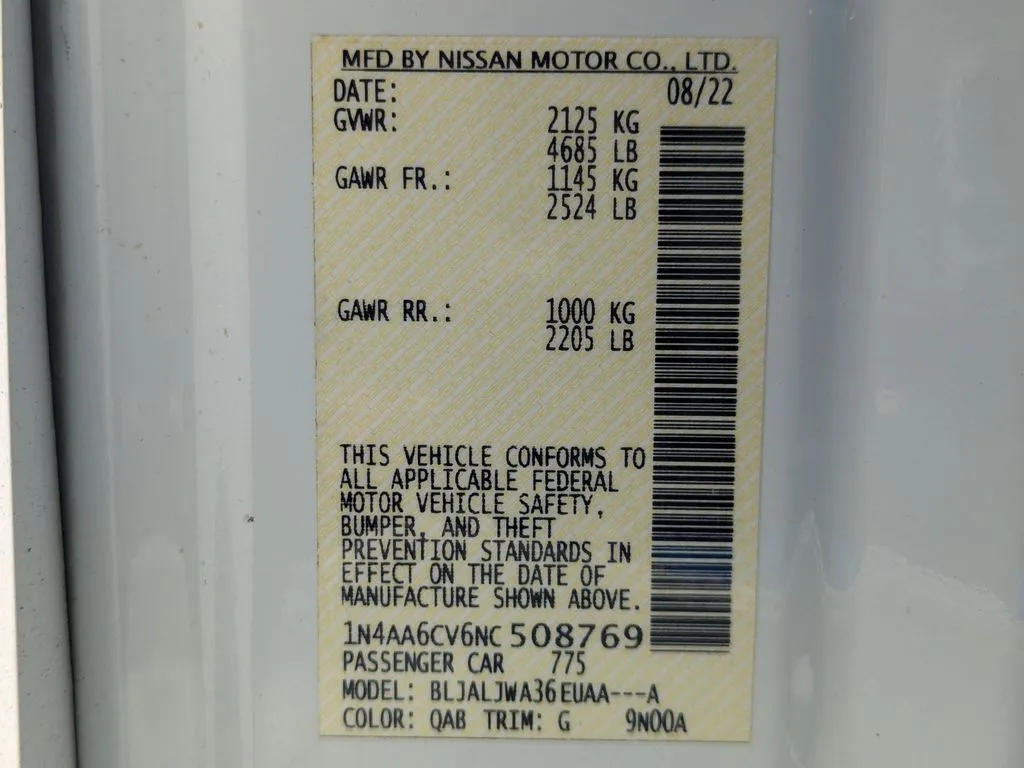 MFD BY NISSAN MOTOR CO., LTD.
DATE: 08/22
GVWR: 2125 KG
4685 LB
GAWR FR.: 1145 KG
2524 LB
GAWR RR.: 1000 KG
2205 LB
THIS VEHICLE CONFORMS TO
ALL APPLICABLE FEDERAL
MOTOR VEHICLE SAFETY,
BUMPER, AND THEFT
PREVENTION STANDARDS IN
EFFECT ON THE DATE OF
MANUFACTURE SHOWN ABOVE.
1N4AA6CV6NC508769
PASSENGER CAR 775
MODEL: BLJALJWA36EUAA---A
COLOR: QAB TRIM: G 9N00A